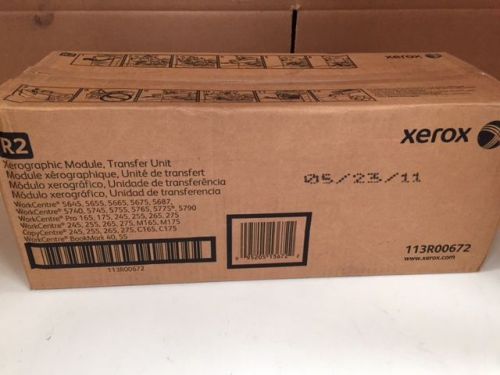 xerox
R2
xerox
Xerographic Module, Transfer Unit
Module xérographique, Unité de transfert
Módulo xerográfico, Unidade de transferência
Módulo xerográfico, Unidad de transferencia
WorkCentre® 5645, 5655, 5665, 5675, 5687,
WorkCentre® 5740, 5745, 5755, 5765, 5775®, 5790
WorkCentre® Pro 165, 175, 245, 255, 265, 275
WorkCentre® 245, 255, 265, 275, M165, M175
CopyCentre® 245, 255, 265, 275, C165, C175
WorkCentre® BookMark 40, 55
05/23/11
113R00672
113R00672
www.xerox.com